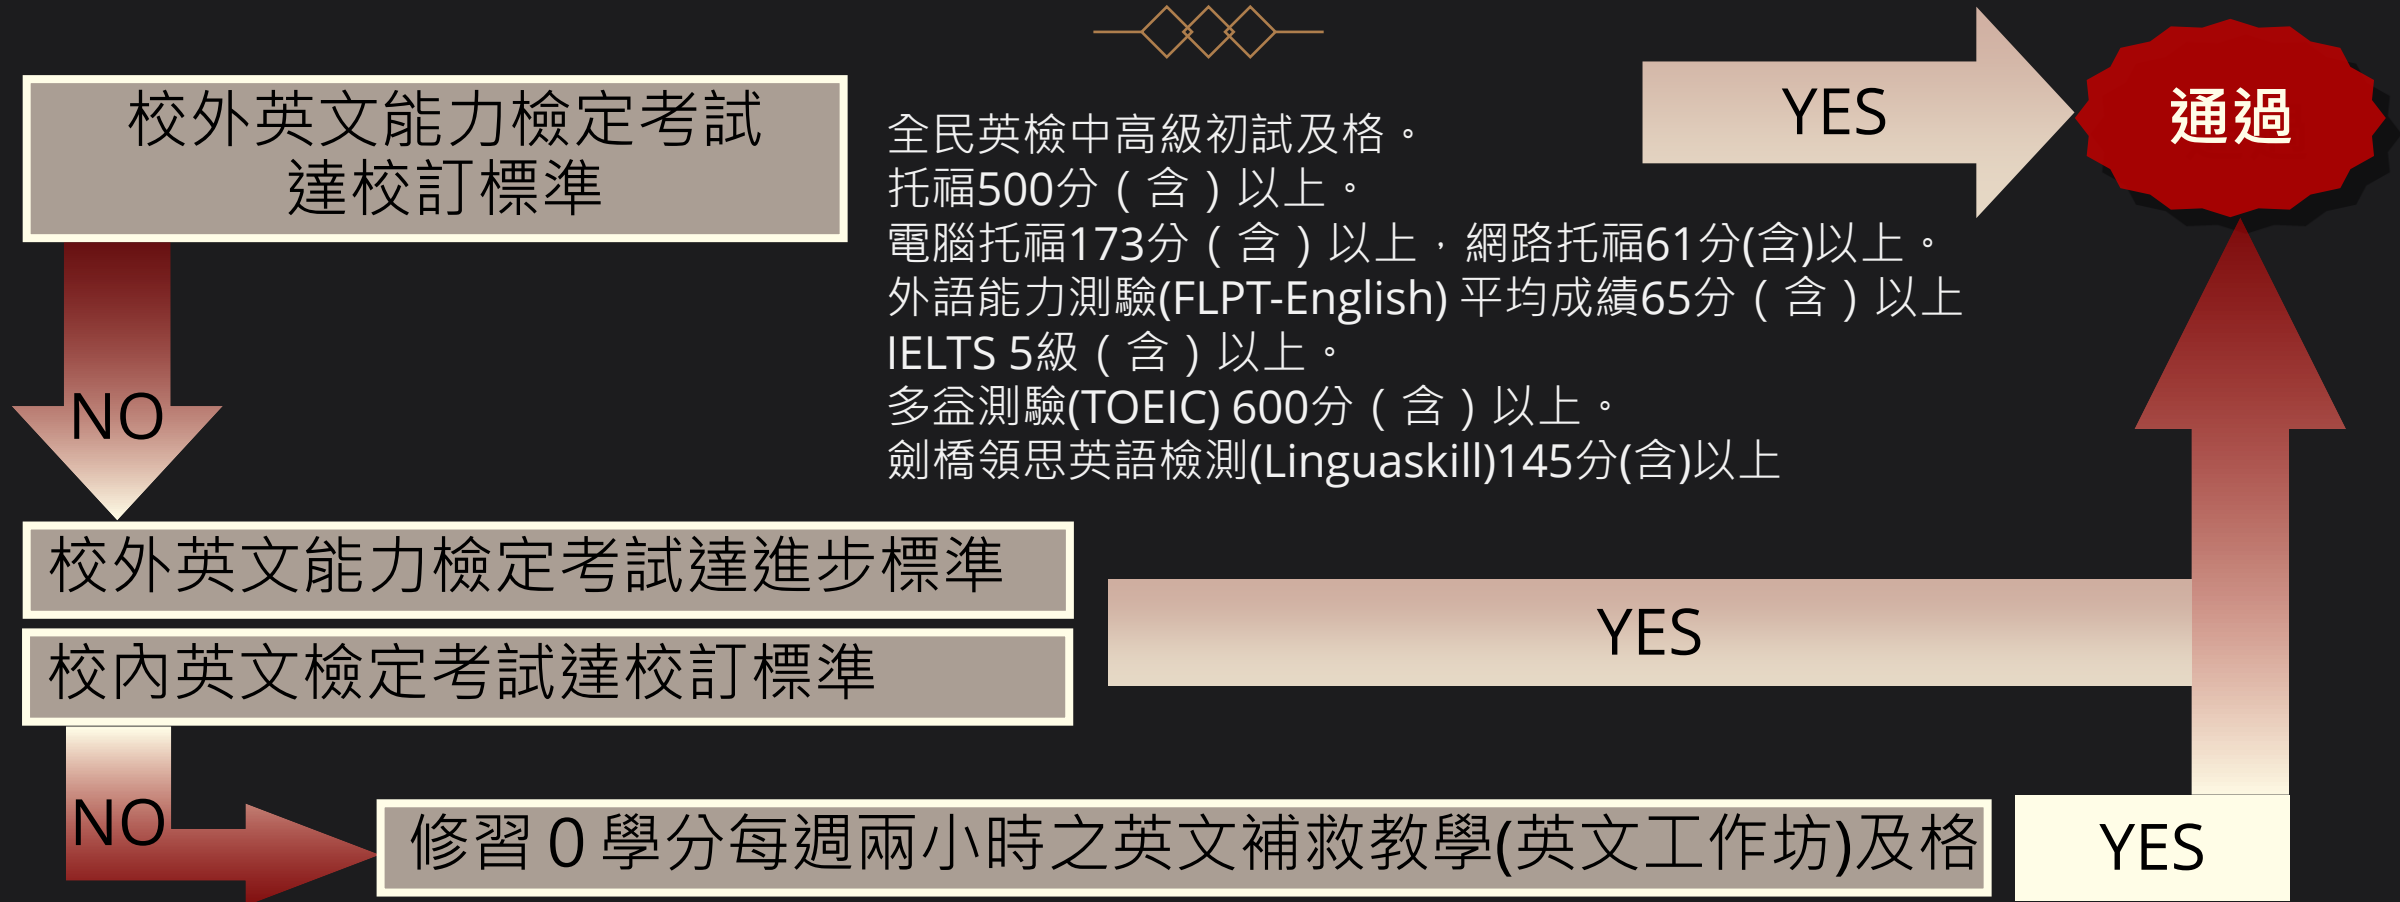 校外英文能力檢定考試
達校訂標準
全民英檢中高級初試及格。
托福500分（含）以上。
電腦托福173分（含）以上，網路托福61分(含)以上。
外語能力測驗(FLPT-English) 平均成績65分（含）以上
IELTS 5級（含）以上。
多益測驗(TOEIC) 600分（含）以上。
劍橋領思英語檢測(Linguaskill)145分(含)以上
YES
通過
NO
校外英文能力檢定考試達進步標準
校內英文檢定考試達校訂標準
YES
NO
修習 0 學分每週兩小時之英文補救教學(英文工作坊)及格
YES